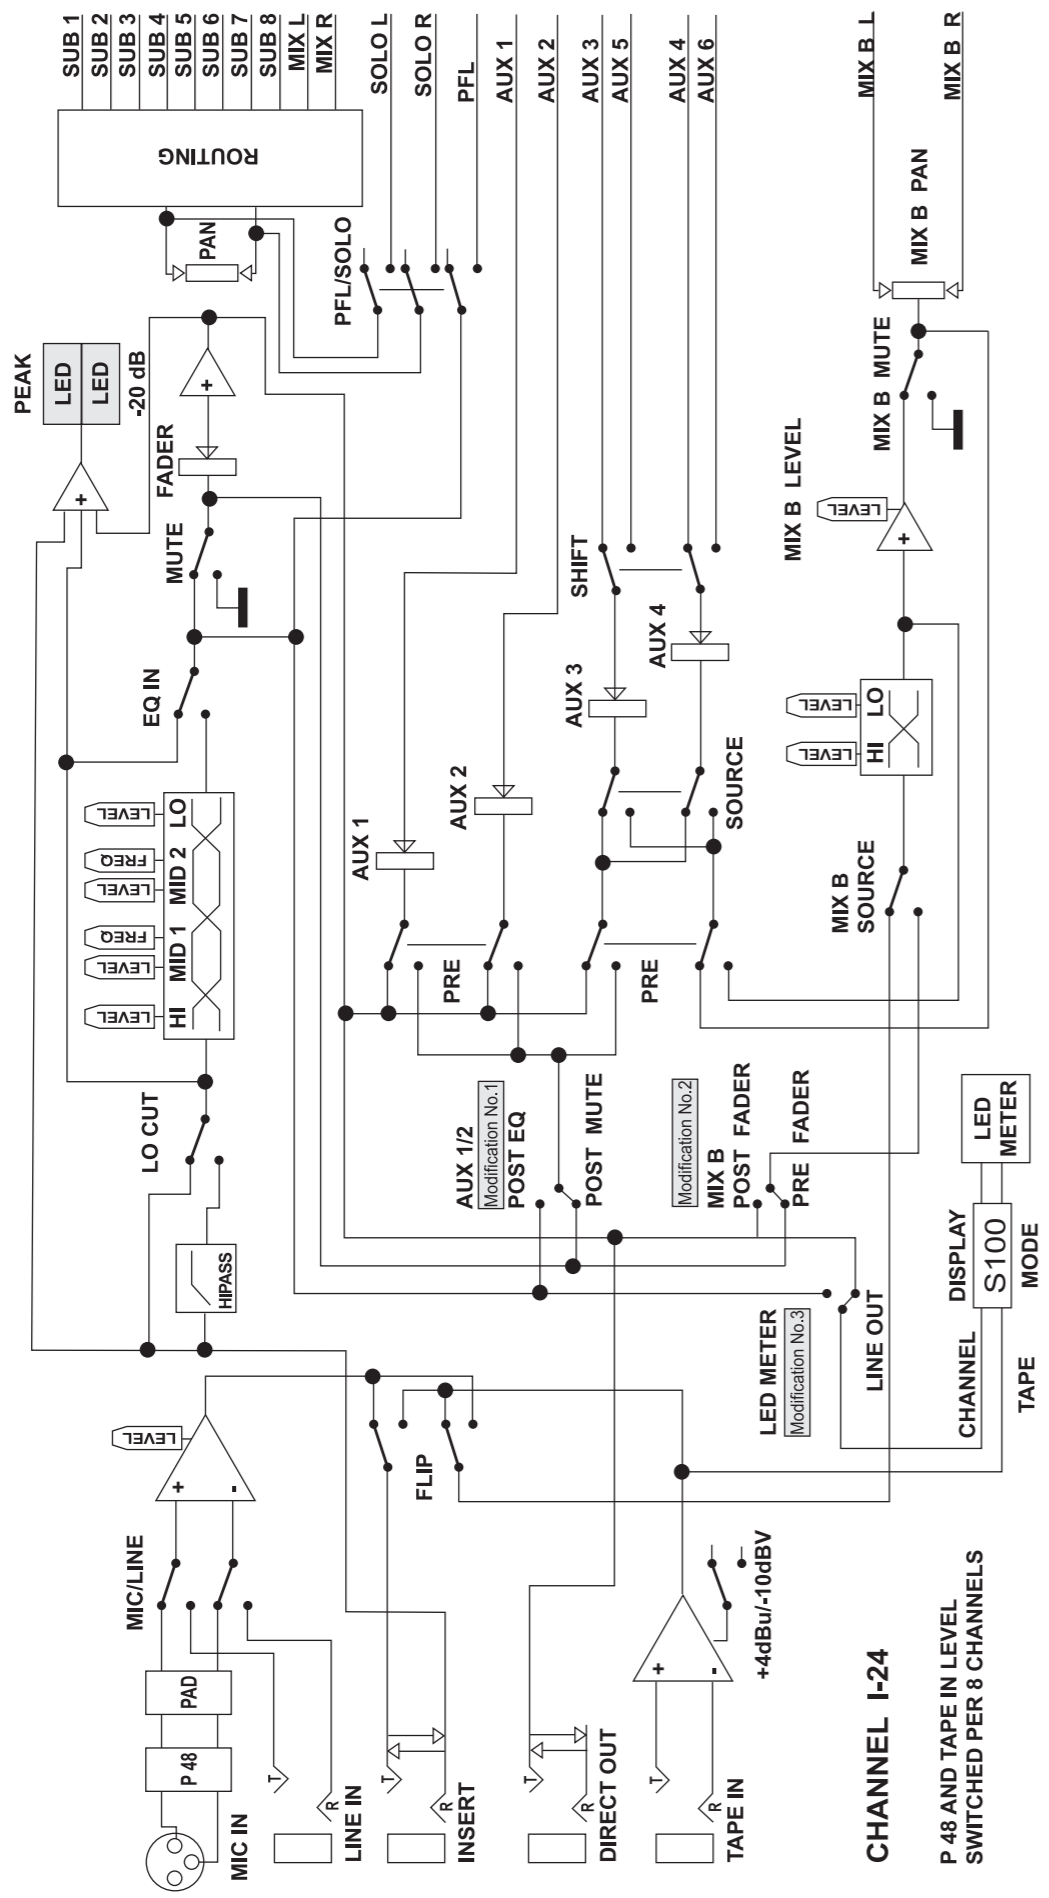 MIC IN
P 48
PAD
MIC/LINE
LEVEL
+
-
LINE IN
T
R
INSERT
T
R
DIRECT OUT
T
R
TAPE IN
T
R
+
-
+4dBu/-10dBV
FLIP
HIPASS
LO CUT
LEVEL
LEVEL
FREQ
LEVEL
FREQ
LEVEL
HI
MID 1
MID 2
LO
EQ IN
MUTE
FADER
+
+
PEAK
LED
LED
-20 dB
PAN
ROUTING
PFL/SOLO
SUB 1
SUB 2
SUB 3
SUB 4
SUB 5
SUB 6
SUB 7
SUB 8
MIX L
MIX R
SOLO L
SOLO R
PFL
AUX 1
AUX 2
AUX 3
AUX 5
AUX 4
AUX 6
MIX B L
MIX B R
AUX 1/2
Modification No.1
POST EQ
POST MUTE
PRE
PRE
AUX 1
AUX 2
AUX 3
AUX 4
SOURCE
SHIFT
Modification No.2
MIX B
POST FADER
PRE FADER
MIX B
SOURCE
LEVEL
LEVEL
HI
LO
MIX B LEVEL
LEVEL
+
MIX B MUTE
MIX B PAN
LED METER
Modification No.3
LINE OUT
CHANNEL
TAPE
DISPLAY
S100
MODE
LED
METER
CHANNEL I-24
P 48 AND TAPE IN LEVEL
SWITCHED PER 8 CHANNELS